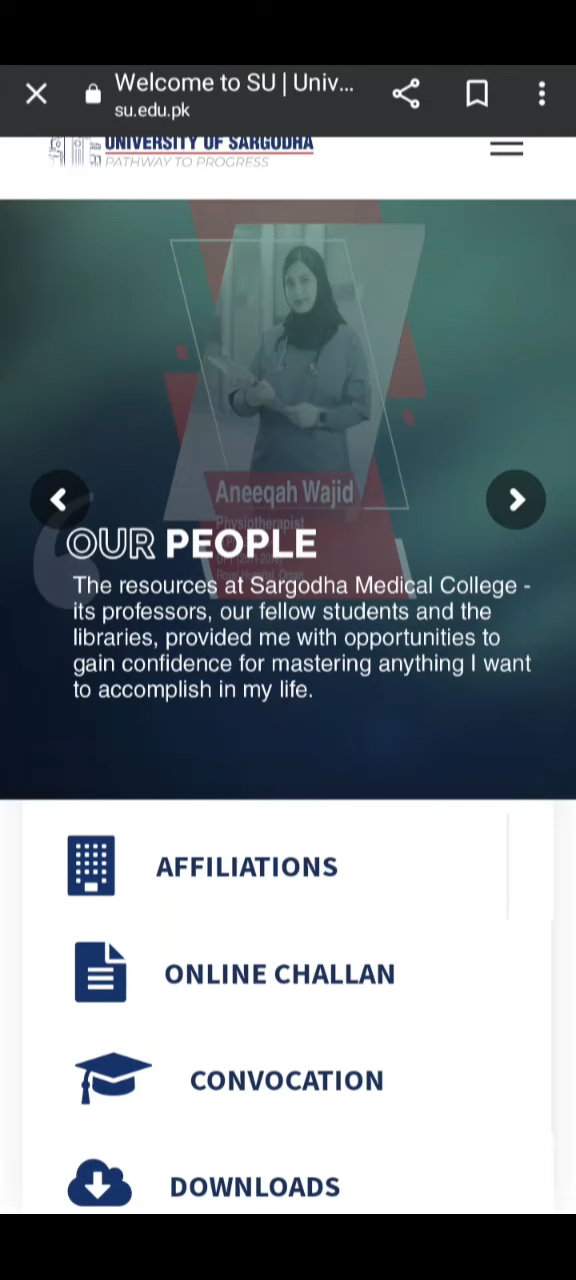 Welcome to SU | Univ...
su.edu.pk
UNIVERSITY OF SARGODHA
PATHWAY TO PROGRESS
Aneeqah Wajid
Physiotherapist
OUR PEOPLE
The resources at Sargodha Medical College -
its professors, our fellow students and the
libraries, provided me with opportunities to
gain confidence for mastering anything I want
to accomplish in my life.
AFFILIATIONS
ONLINE CHALLAN
CONVOCATION
DOWNLOADS